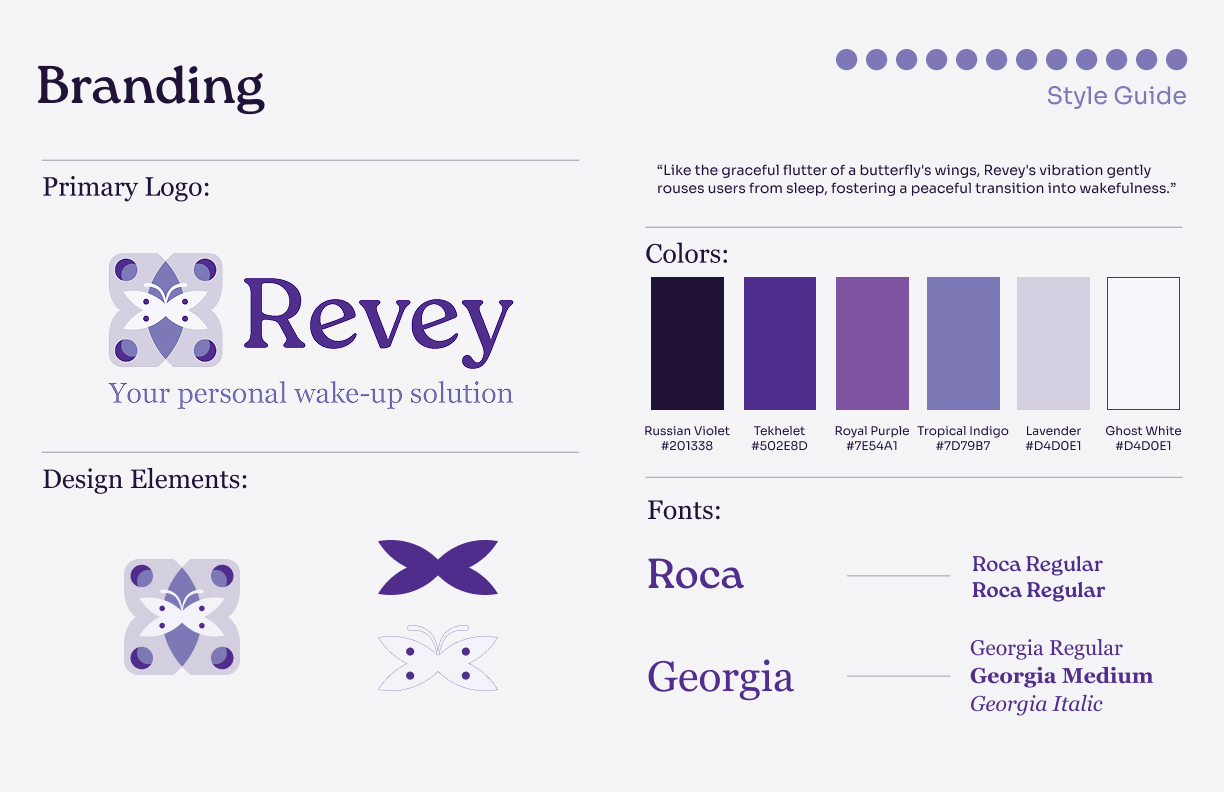 Branding
Style Guide
Primary Logo:
Revey
Your personal wake-up solution
Design Elements:
“Like the graceful flutter of a butterfly's wings, Revey's vibration gently
rouses users from sleep, fostering a peaceful transition into wakefulness.”
Colors:
Russian Violet
#201338
Tekhelet
#502E8D
Royal Purple
#7E54A1
Tropical Indigo
#7D79B7
Lavender
#D4D0E1
Ghost White
#D4D0E1
Fonts:
Roca
Roca Regular
Roca Regular
Georgia
Georgia Regular
Georgia Medium
Georgia Italic